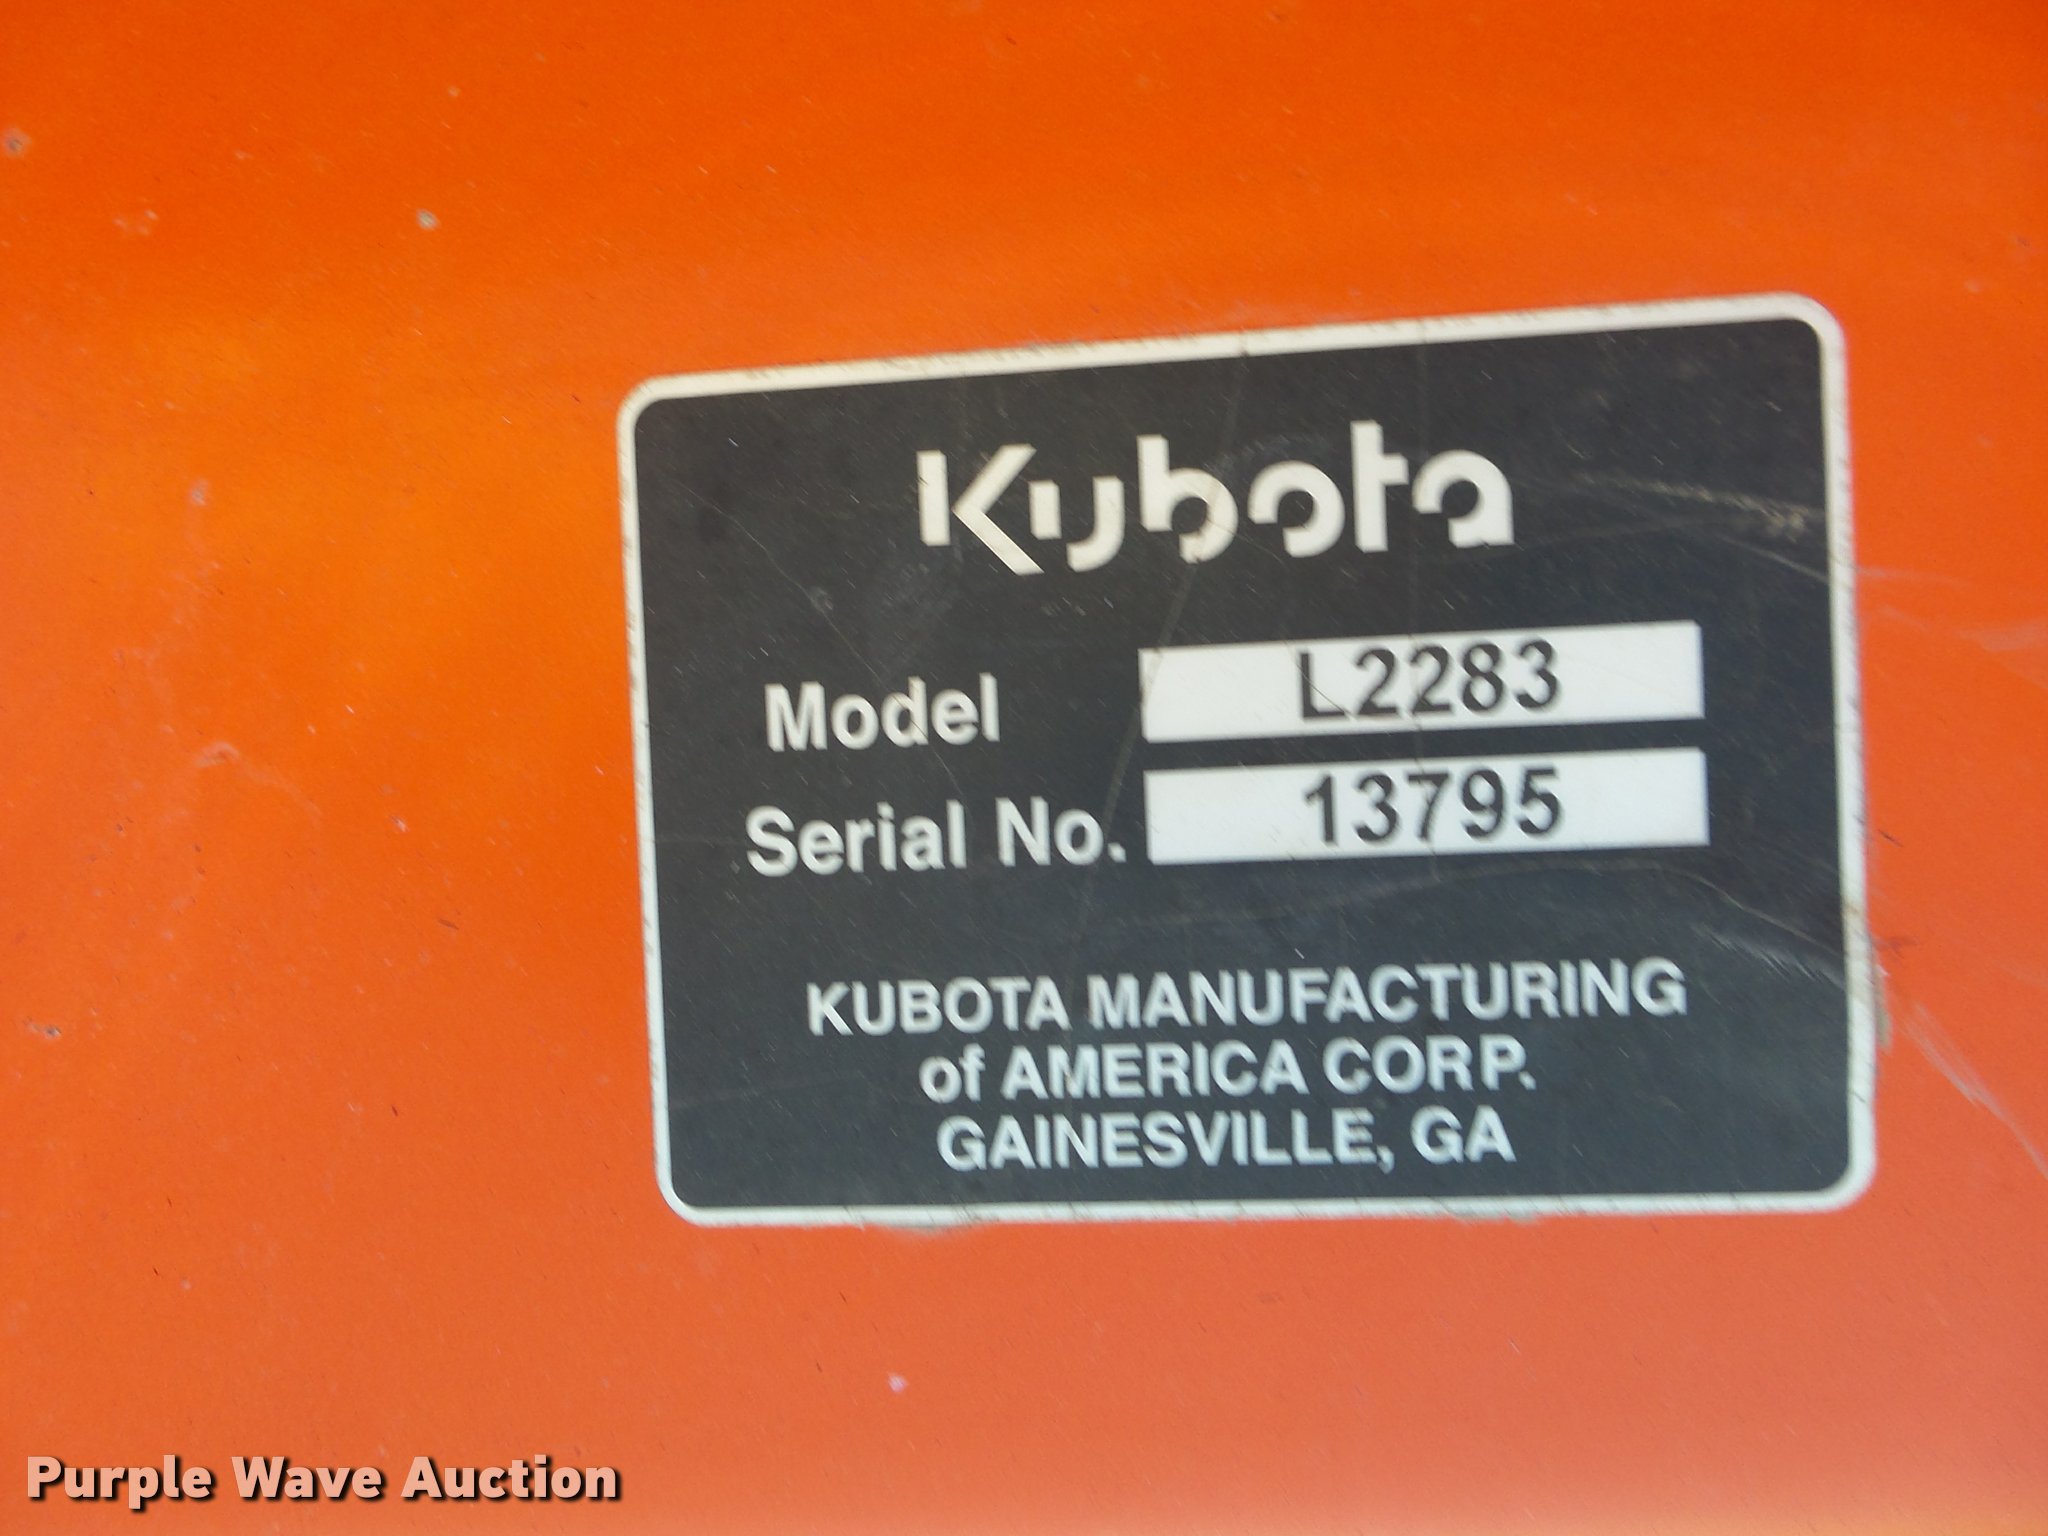 Kubota
Model L2283
Serial No. 13795
KUBOTA MANUFACTURING
of AMERICA CORP.
GAINESVILLE, GA
Purple Wave Auction